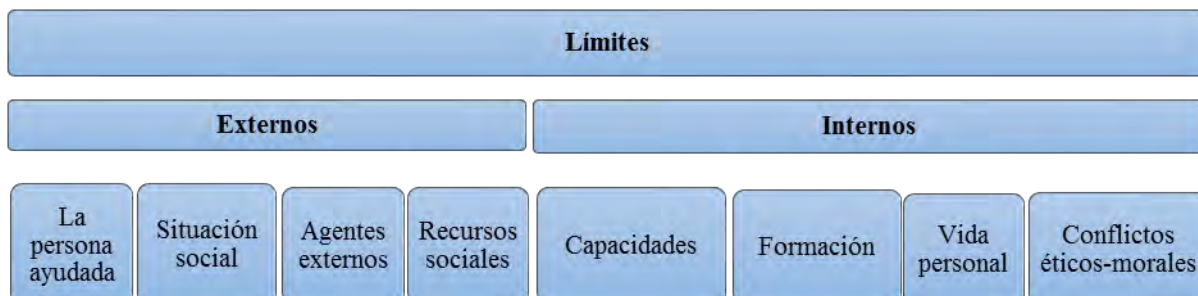 Límites
Externos
Internos
La
persona
ayudada
Situación
social
Agentes
externos
Recursos
sociales
Capacidades
Formación
Vida
personal
Conflictos
éticos-morales